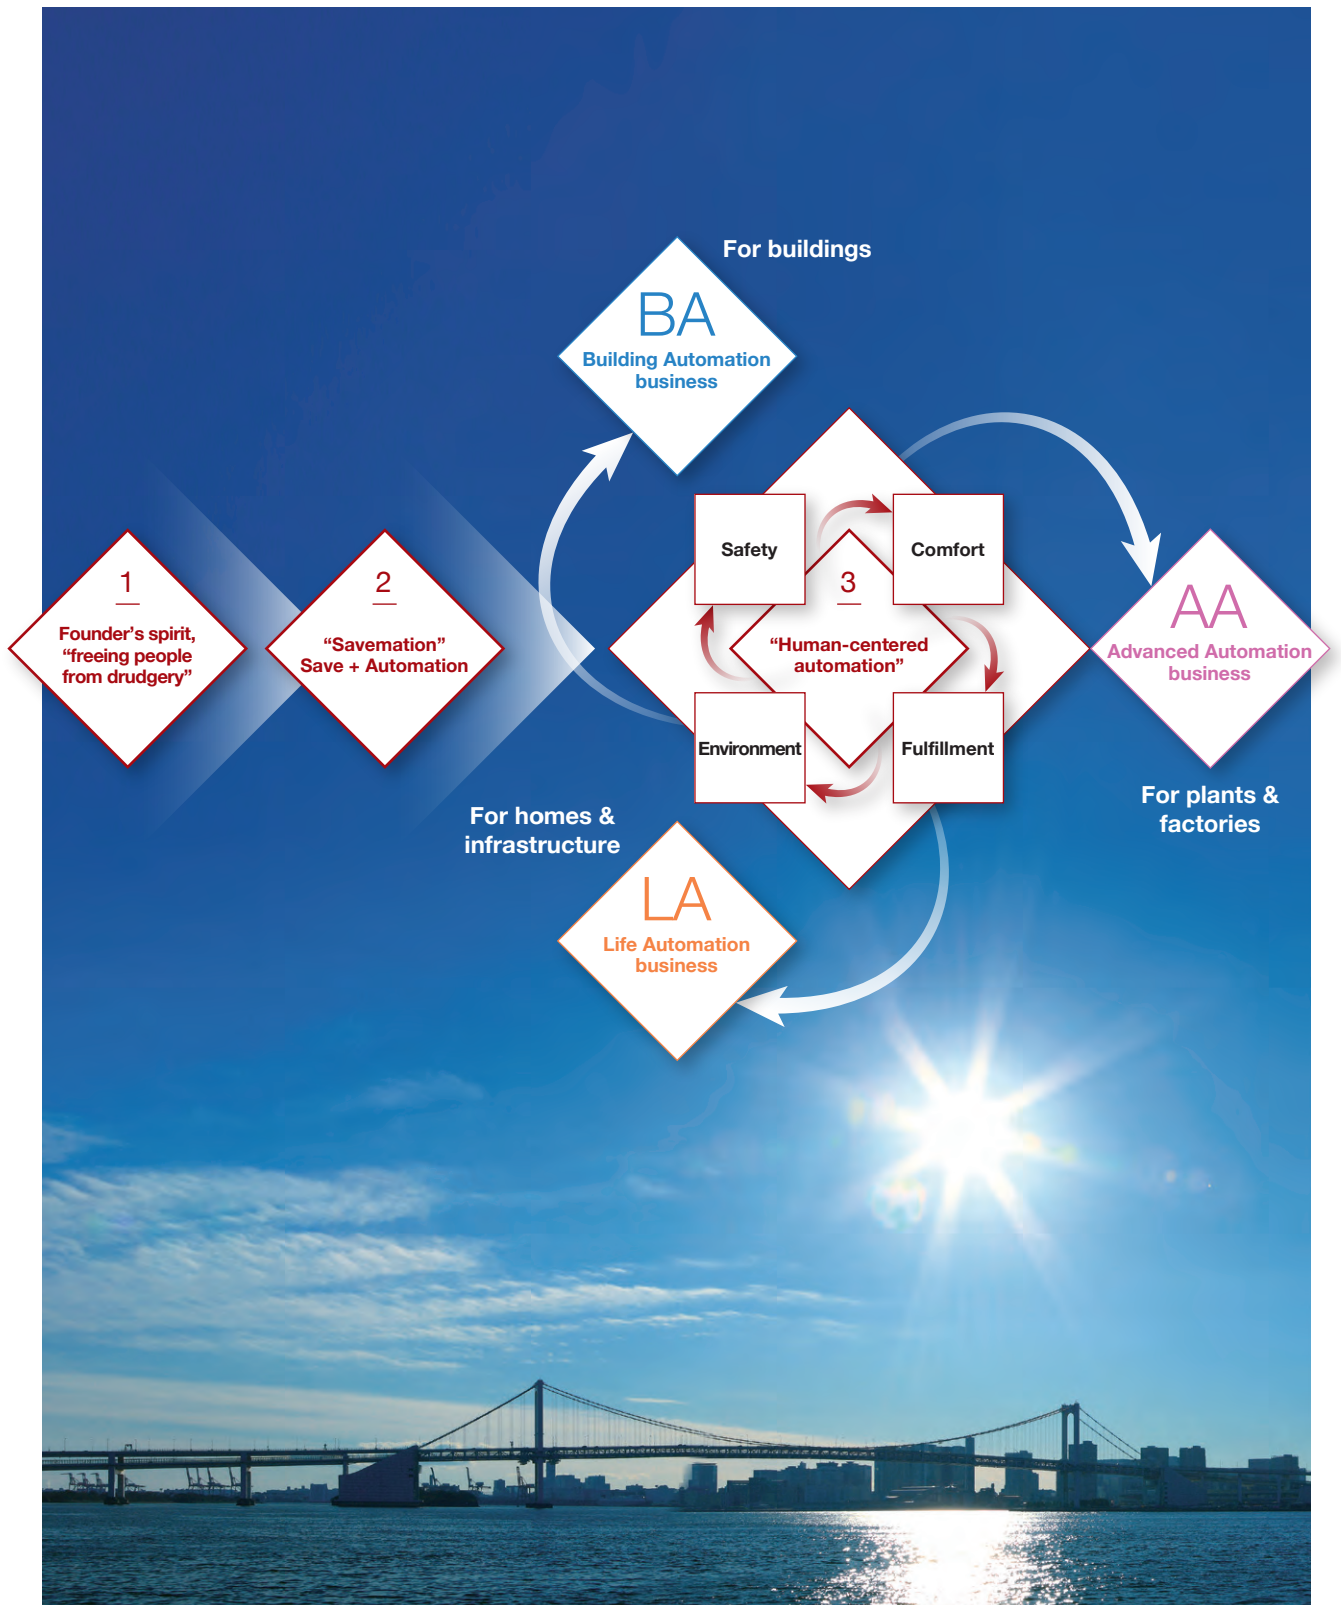 For buildings
BA
Building Automation
business
1
Founder’s spirit,
“freeing people
from drudgery”
2
“Savemation”
Save + Automation
Safety
Comfort
3
“Human-centered
automation”
Environment
Fulfillment
AA
Advanced Automation
business
For plants &
factories
For homes &
infrastructure
LA
Life Automation
business